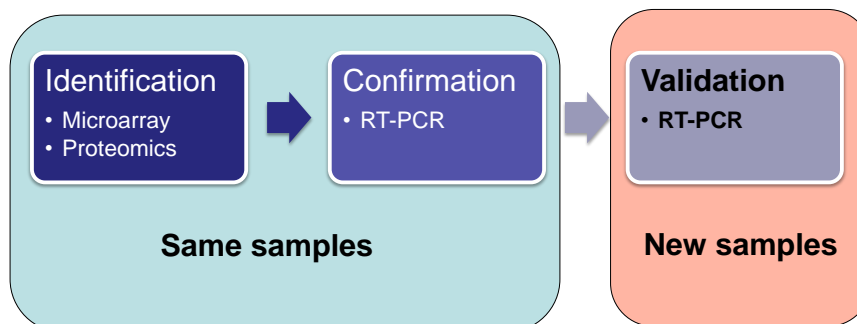 Identification
• Microarray
• Proteomics
Confirmation
• RT-PCR
Validation
• RT-PCR
Same samples
New samples